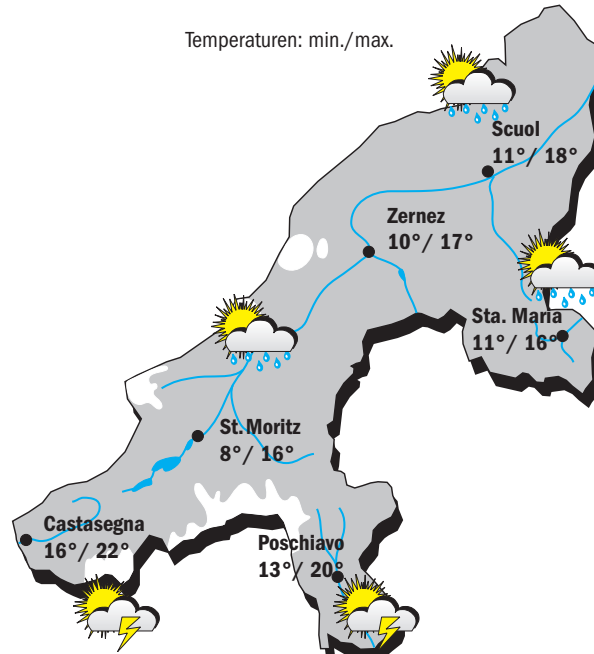 Temperaturen: min./max.
Scuol
11°/ 18°
Zernez
10°/ 17°
Sta. Maria
11°/ 16°
St. Moritz
8°/ 16°
Castasegna
16°/ 22°
Poschiavo
13°/ 20°